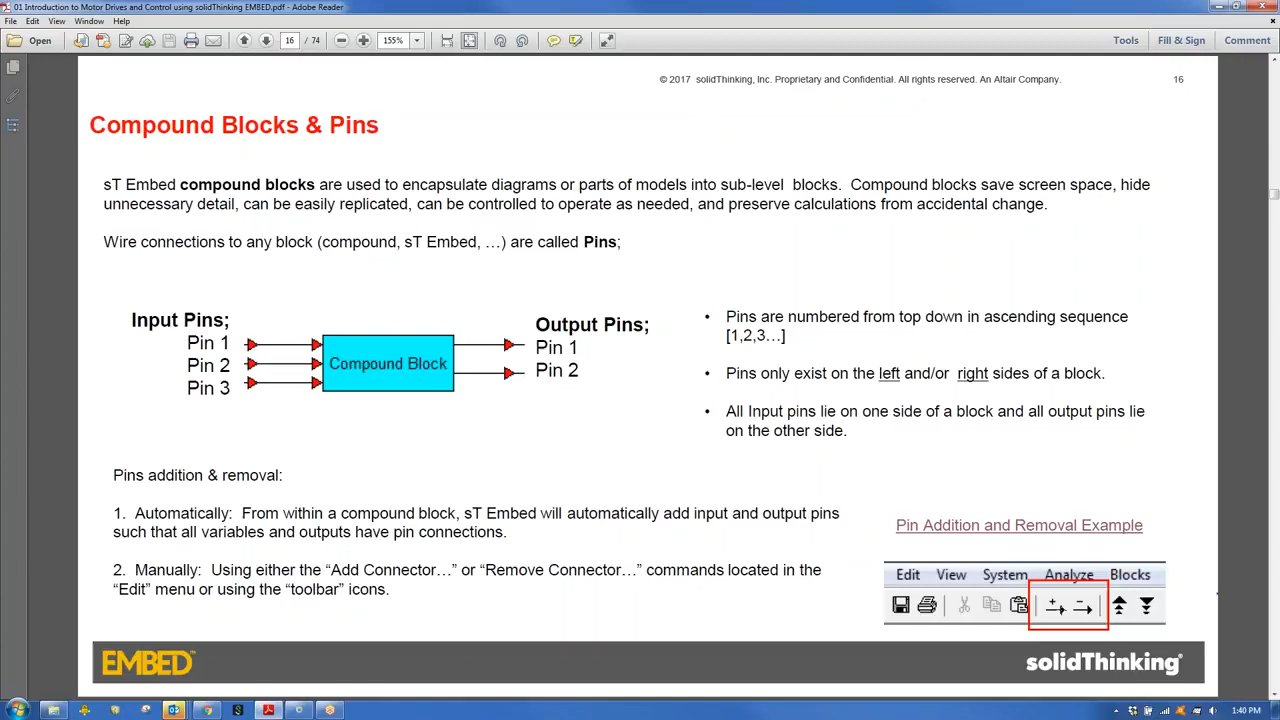 01 Introduction to Motor Drives and Control using solidThinking EMBED.pdf - Adobe Reader
File Edit View Window Help
Open 16 / 74 155% Tools Fill & Sign Comment
© 2017 solidThinking, Inc. Proprietary and Confidential. All rights reserved. An Altair Company. 16
Compound Blocks & Pins
sT Embed compound blocks are used to encapsulate diagrams or parts of models into sub-level blocks. Compound blocks save screen space, hide
unnecessary detail, can be easily replicated, can be controlled to operate as needed, and preserve calculations from accidental change.
Wire connections to any block (compound, sT Embed, …) are called Pins;
Input Pins;
Pin 1
Pin 2
Pin 3
Compound Block
Output Pins;
Pin 1
Pin 2
• Pins are numbered from top down in ascending sequence
[1,2,3…]
• Pins only exist on the left and/or right sides of a block.
• All Input pins lie on one side of a block and all output pins lie
on the other side.
Pins addition & removal:
1. Automatically: From within a compound block, sT Embed will automatically add input and output pins
such that all variables and outputs have pin connections.
2. Manually: Using either the “Add Connector…” or “Remove Connector…” commands located in the
“Edit” menu or using the “toolbar” icons.
Pin Addition and Removal Example
Edit View System Analyze Blocks
EMBED
solidThinking
1:40 PM